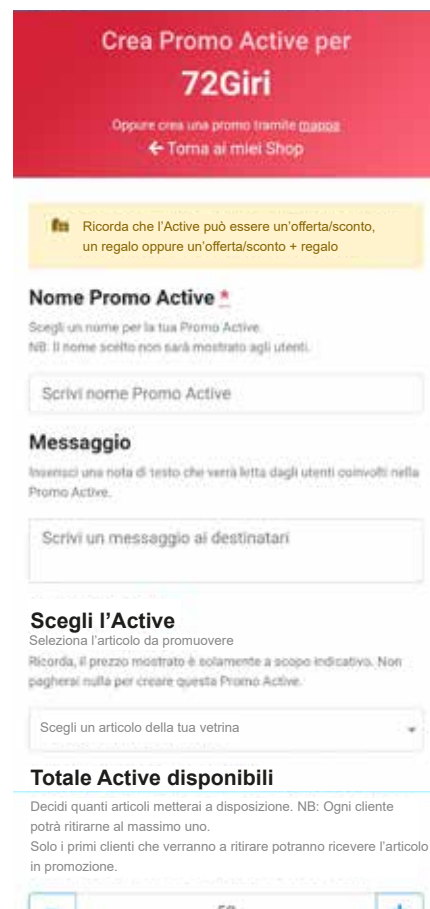 Crea Promo Active per
72Giri
Oppure crea una promo tramite mappa
← Torna ai miei Shop
Ricorda che l'Active può essere un'offerta/sconto,
un regalo oppure un'offerta/sconto + regalo
Nome Promo Active *
Scegli un nome per la tua Promo Active.
NB: Il nome scelto non sarà mostrato agli utenti.
Scrivi nome Promo Active
Messaggio
Inserisci una nota di testo che verrà letta dagli utenti coinvolti nella
Promo Active.
Scrivi un messaggio ai destinatari
Scegli l'Active
Seleziona l'articolo da promuovere
Ricorda, il prezzo mostrato è solamente a scopo indicativo. Non
pagherai nulla per creare questa Promo Active.
Scegli un articolo della tua vetrina
Totale Active disponibili
Decidi quanti articoli metterai a disposizione. NB: Ogni cliente
potrà ritirarne al massimo uno.
Solo i primi clienti che verranno a ritirare potranno ricevere l'articolo
in promozione.